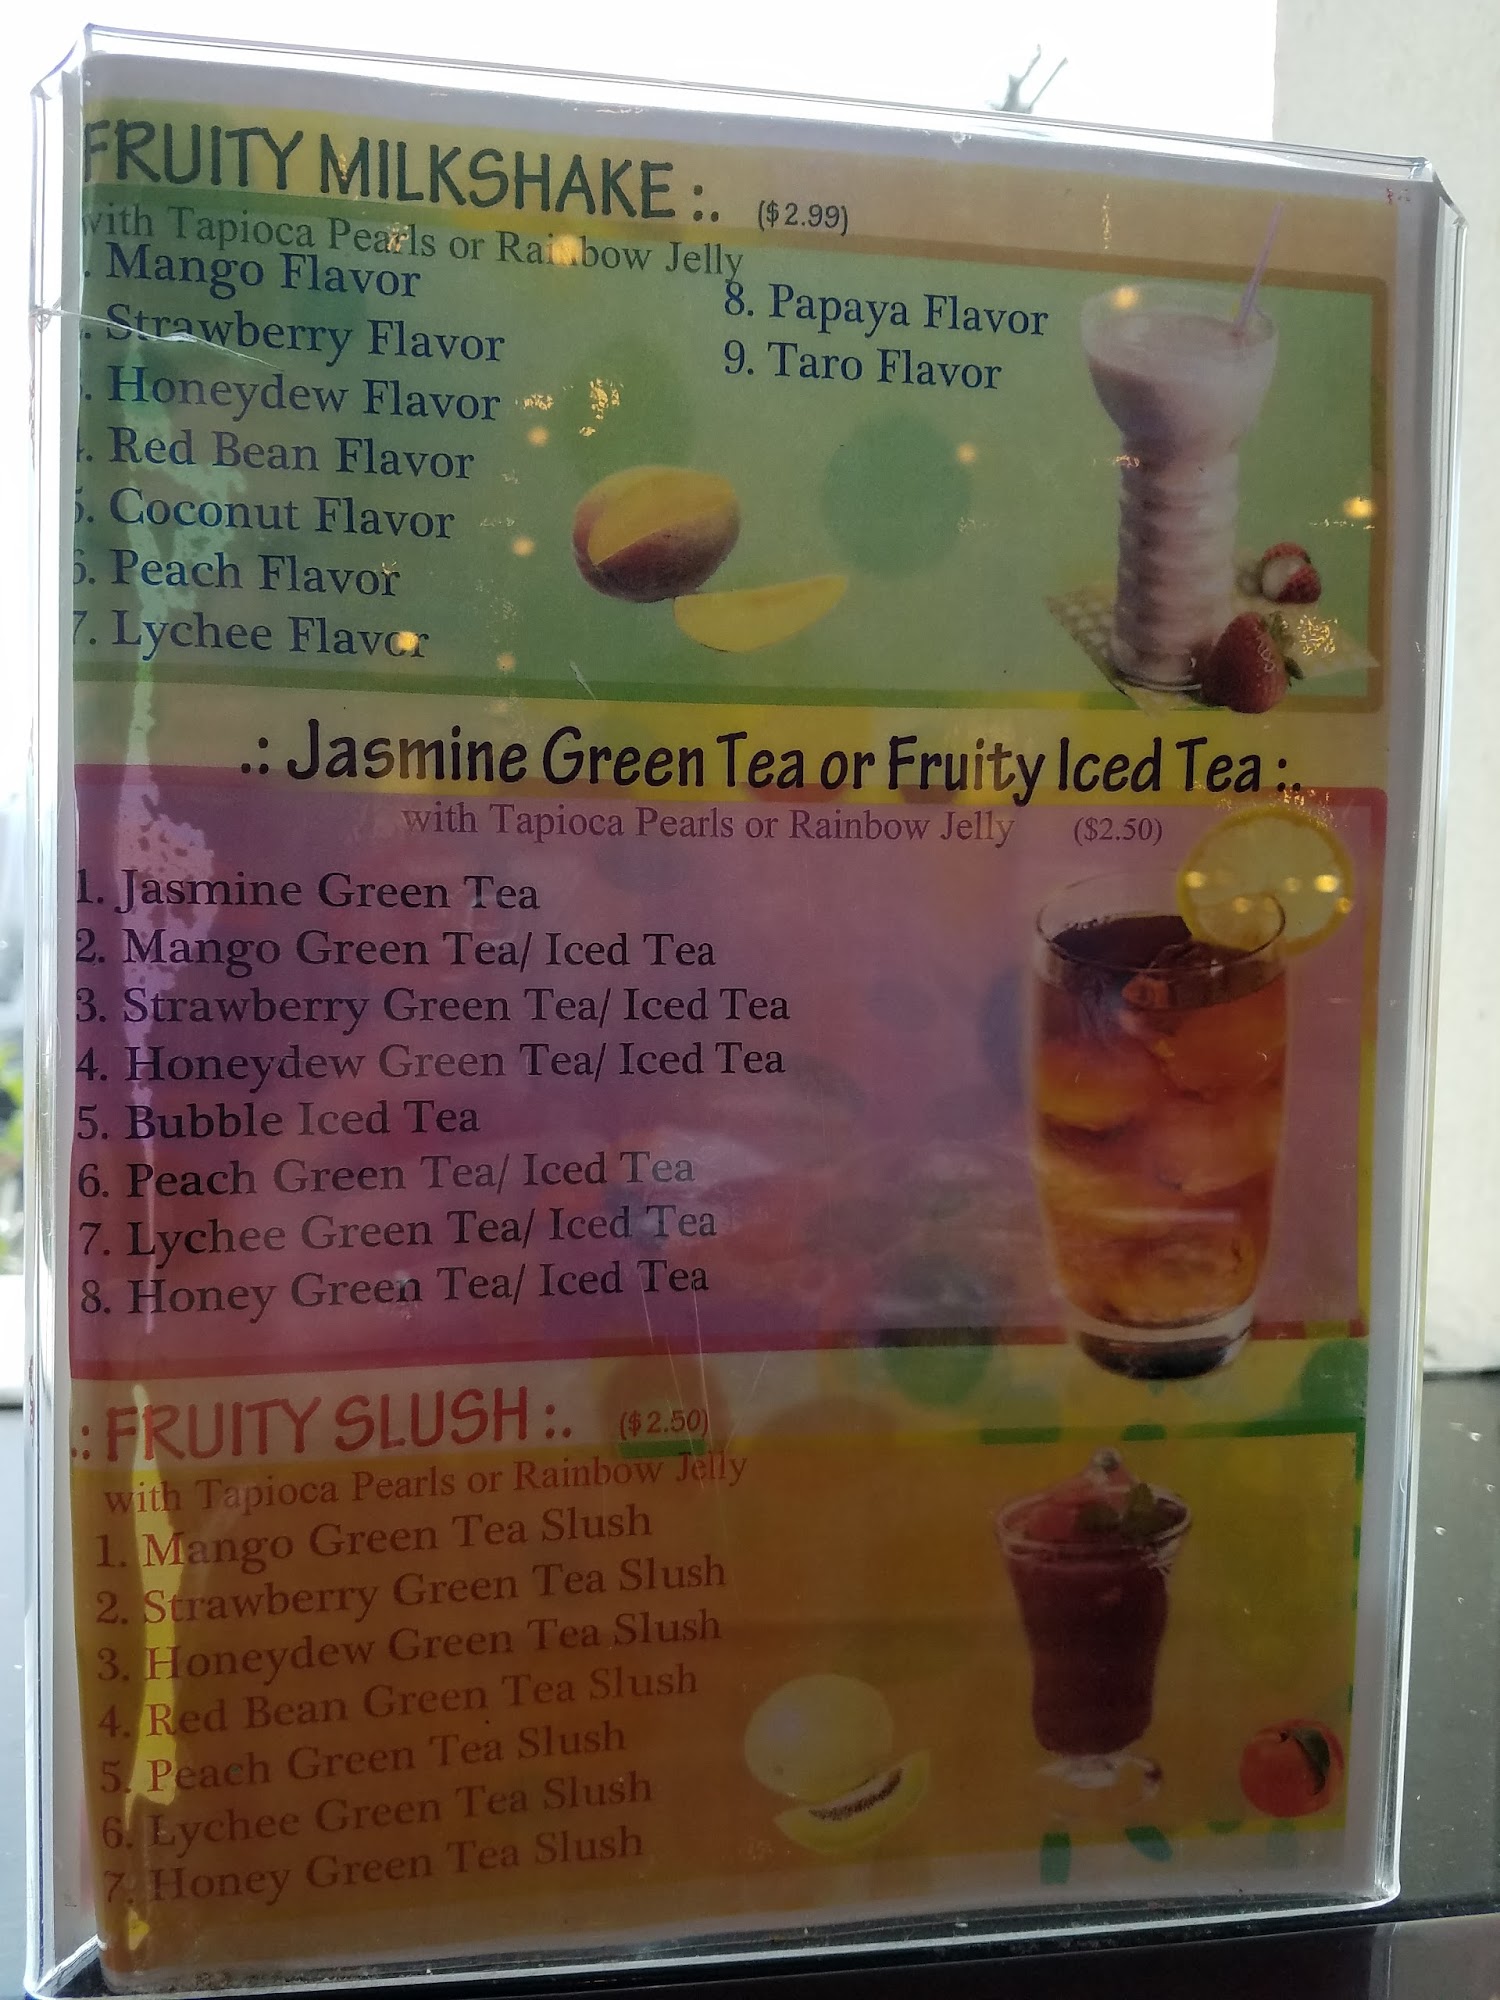 FRUITY MILKSHAKE :. ($2.99)
with Tapioca Pearls or Rainbow Jelly
. Mango Flavor
. Strawberry Flavor
. Honeydew Flavor
. Red Bean Flavor
5. Coconut Flavor
6. Peach Flavor
7. Lychee Flavor
8. Papaya Flavor
9. Taro Flavor
.: Jasmine Green Tea or Fruity Iced Tea :.
with Tapioca Pearls or Rainbow Jelly ($2.50)
1. Jasmine Green Tea
2. Mango Green Tea/ Iced Tea
3. Strawberry Green Tea/ Iced Tea
4. Honeydew Green Tea/ Iced Tea
5. Bubble Iced Tea
6. Peach Green Tea/ Iced Tea
7. Lychee Green Tea/ Iced Tea
8. Honey Green Tea/ Iced Tea
.: FRUITY SLUSH :. ($2.50)
with Tapioca Pearls or Rainbow Jelly
1. Mango Green Tea Slush
2. Strawberry Green Tea Slush
3. Honeydew Green Tea Slush
4. Red Bean Green Tea Slush
5. Peach Green Tea Slush
6. Lychee Green Tea Slush
7. Honey Green Tea Slush